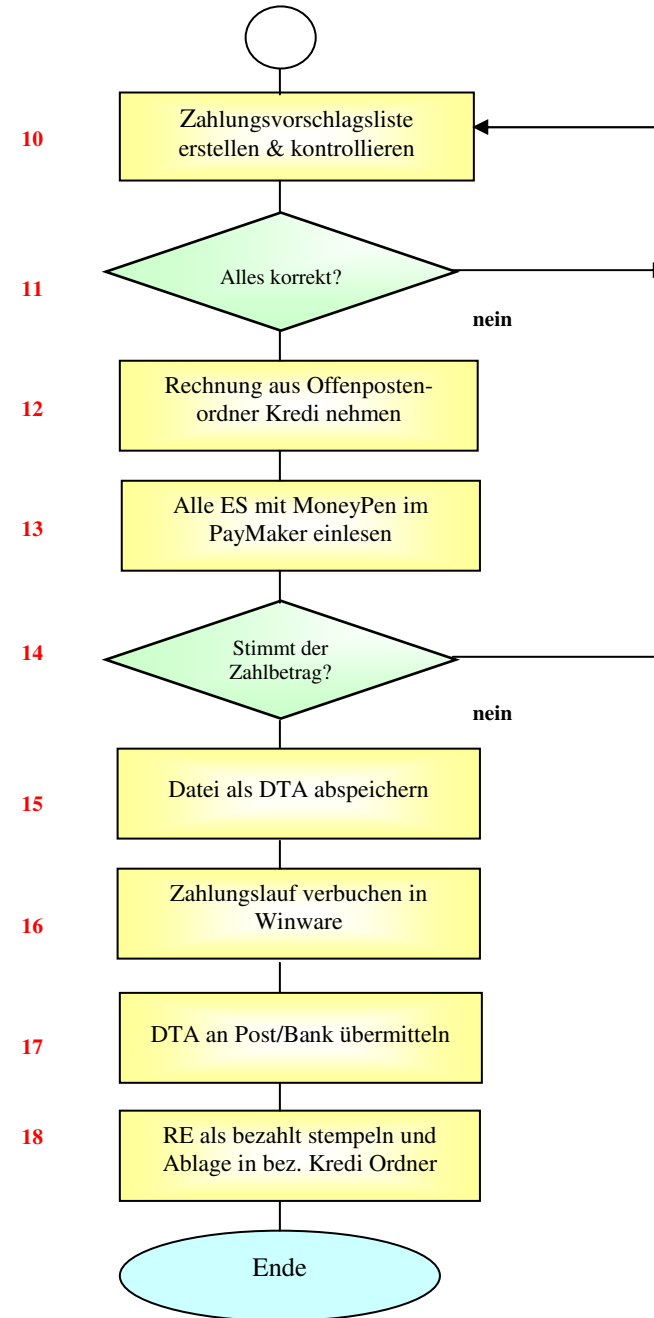 10
Zahlungsvorschlagsliste
erstellen & kontrollieren
11
Alles korrekt?
nein
12
Rechnung aus Offenposten-
ordner Kredi nehmen
13
Alle ES mit MoneyPen im
PayMaker einlesen
14
Stimmt der
Zahlbetrag?
nein
15
Datei als DTA abspeichern
16
Zahlungslauf verbuchen in
Winware
17
DTA an Post/Bank übermitteln
18
RE als bezahlt stempeln und
Ablage in bez. Kredi Ordner
Ende